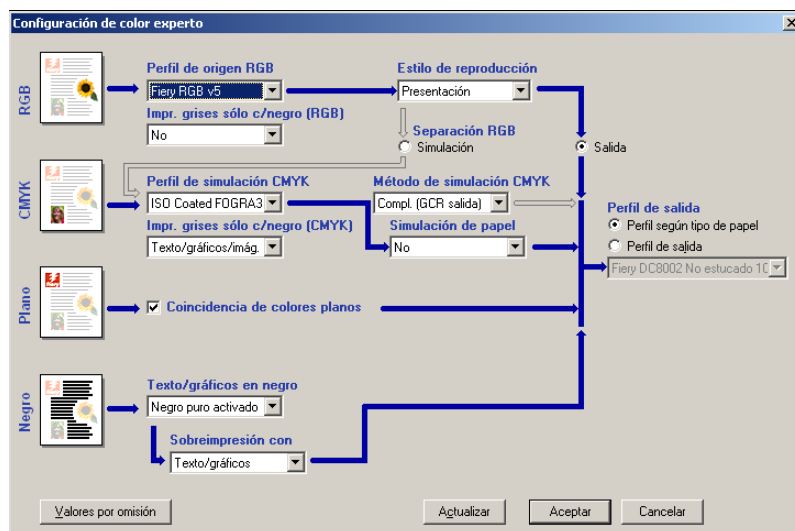 Configuración de color experto
RGB
Perfil de origen RGB
Fiery RGB v5
Impr. grises sólo c/negro (RGB)
No
Estilo de reproducción
Presentación
Separación RGB
Simulación
Salida
CMYK
Perfil de simulación CMYK
ISO Coated FOGRA3
Impr. grises sólo c/negro (CMYK)
Texto/gráficos/imág.
Método de simulación CMYK
Compl. (GCR salida)
Simulación de papel
No
Perfil de salida
Perfil según tipo de papel
Perfil de salida
Fiery DC8002 No estucado 10
Plano
Coincidencia de colores planos
Negro
Texto/gráficos en negro
Negro puro activado
Sobreimpresión con
Texto/gráficos
Valores por omisión
Actualizar
Aceptar
Cancelar